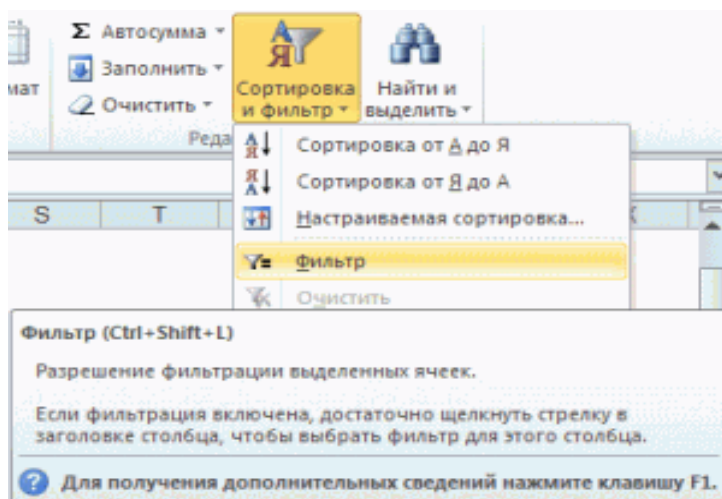 Σ Автосумма
Заполнить
мат
Сортировка
и фильтр
Найти и
выделить
Очистить
Реда
Сортировка от А до Я
Сортировка от Я до А
S T
Настраиваемая сортировка...
Фильтр
Очистить
Фильтр (Ctrl+Shift+L)
Разрешение фильтрации выделенных ячеек.
Если фильтрация включена, достаточно щелкнуть стрелку в
заголовке столбца, чтобы выбрать фильтр для этого столбца.
Для получения дополнительных сведений нажмите клавишу F1.